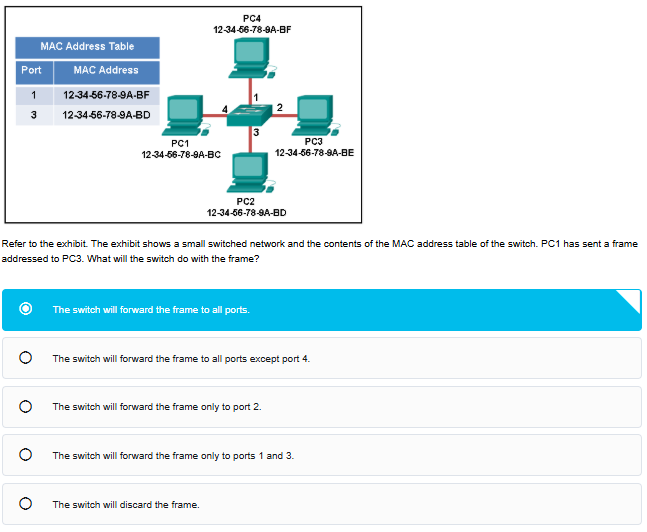 PC4
12-34-56-78-9A-BF
MAC Address Table
Port MAC Address
1 12-34-56-78-9A-BF
3 12-34-56-78-9A-BD
1
4
2
3
PC1
12-34-56-78-9A-BC
PC3
12-34-56-78-9A-BE
PC2
12-34-56-78-9A-BD
Refer to the exhibit. The exhibit shows a small switched network and the contents of the MAC address table of the switch. PC1 has sent a frame
addressed to PC3. What will the switch do with the frame?
The switch will forward the frame to all ports.
The switch will forward the frame to all ports except port 4.
The switch will forward the frame only to port 2.
The switch will forward the frame only to ports 1 and 3.
The switch will discard the frame.